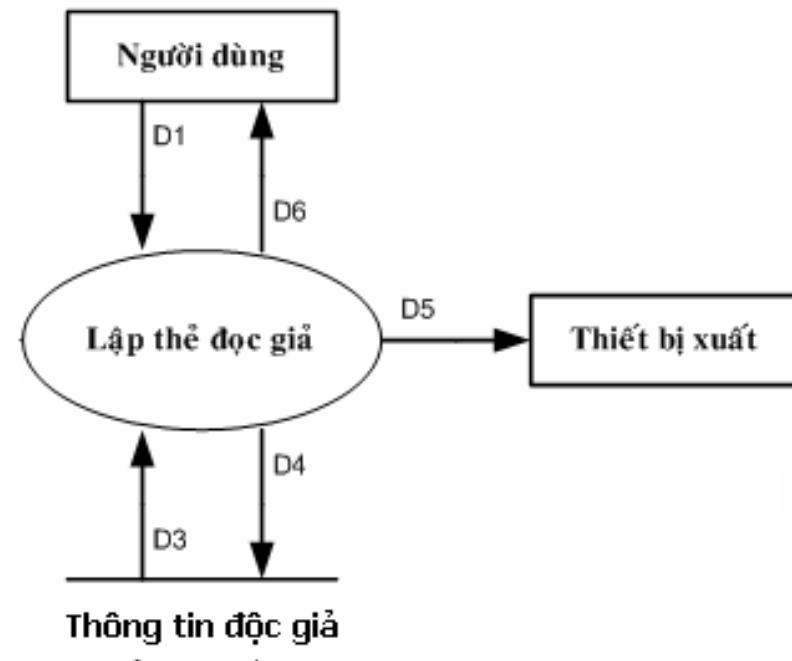 Người dùng
D1
D6
Lập thẻ đọc giả
D5
Thiết bị xuất
D4
D3
Thông tin độc giả